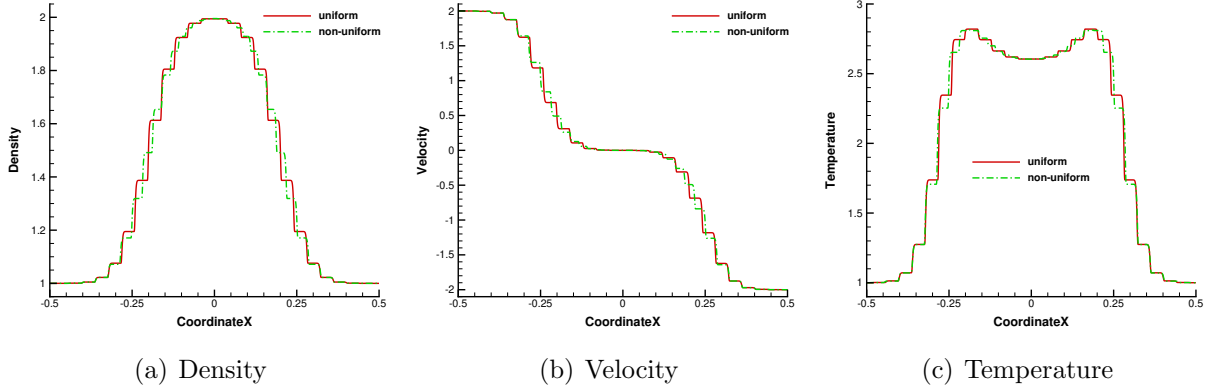 uniform
non-uniform
2
1.8
1.6
1.4
1.2
1
Density
-0.5
-0.25
0
0.25
0.5
CoordinateX
(a) Density
uniform
non-uniform
2
1.5
1
0.5
0
-0.5
-1
-1.5
-2
Velocity
-0.5
-0.25
0
0.25
0.5
CoordinateX
(b) Velocity
3
2.5
2
1.5
1
Temperature
uniform
non-uniform
-0.5
-0.25
0
0.25
0.5
CoordinateX
(c) Temperature